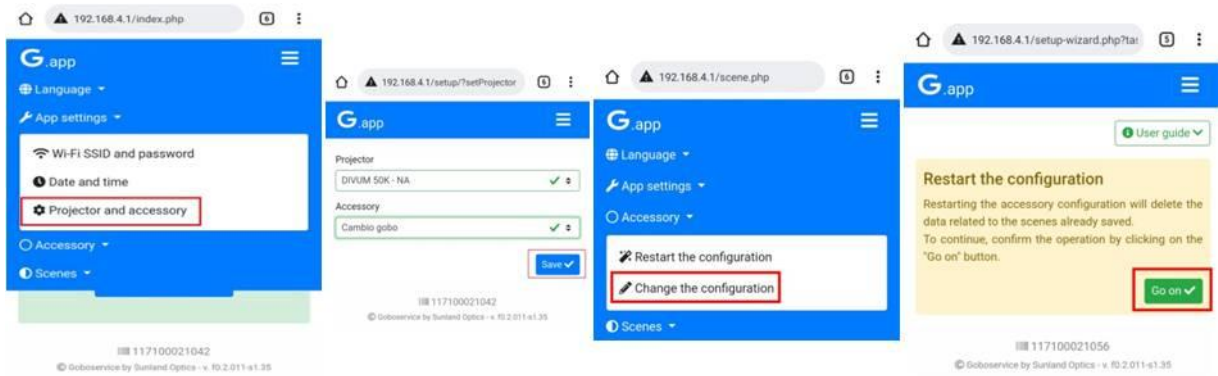 192.168.4.1/index.php
6
G.app
Language
App settings
Wi-Fi SSID and password
Date and time
Projector and accessory
Accessory
Scenes
117100021042
© Goboservice by Sunland Optics - v. f0.2.011-s1.35
192.168.4.1/setup/?setProjector
6
G.app
Projector
DIVUM 50K - NA
Accessory
Cambio gobo
Save
117100021042
© Goboservice by Sunland Optics - v. f0.2.011-s1.35
192.168.4.1/scene.php
6
G.app
Language
App settings
Accessory
Restart the configuration
Change the configuration
Scenes
192.168.4.1/setup-wizard.php?tas
5
G.app
User guide
Restart the configuration
Restarting the accessory configuration will delete the
data related to the scenes already saved.
To continue, confirm the operation by clicking on the
"Go on" button.
Go on
117100021056
© Goboservice by Sunland Optics - v. f0.2.011-s1.35